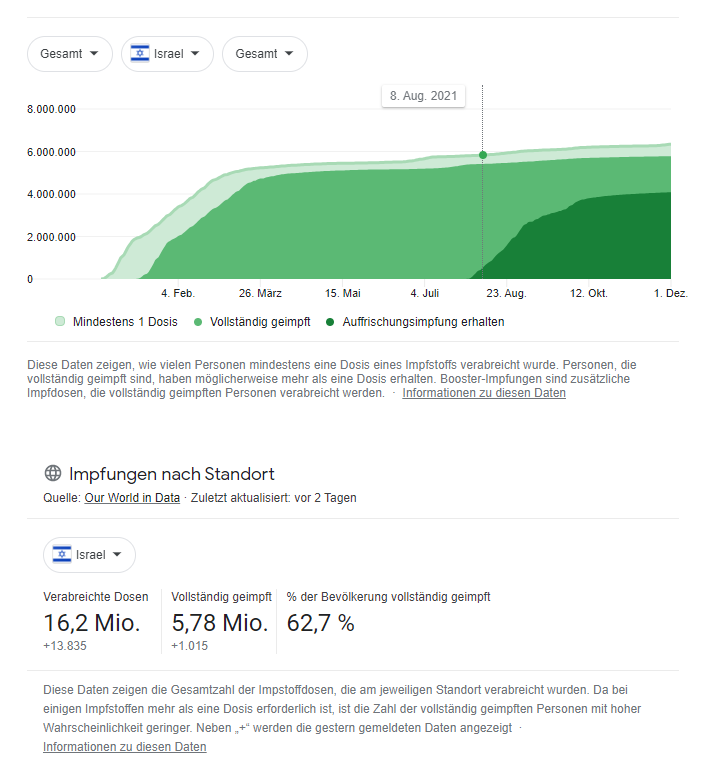 Gesamt Israel Gesamt
8. Aug. 2021
8.000.000
6.000.000
4.000.000
2.000.000
0
4. Feb. 26. März 15. Mai 4. Juli 23. Aug. 12. Okt. 1. Dez.
Mindestens 1 Dosis Vollständig geimpft Auffrischungsimpfung erhalten
Diese Daten zeigen, wie vielen Personen mindestens eine Dosis eines Impfstoffs verabreicht wurde. Personen, die
vollständig geimpft sind, haben möglicherweise mehr als eine Dosis erhalten. Booster-Impfungen sind zusätzliche
Impfdosen, die vollständig geimpften Personen verabreicht werden. · Informationen zu diesen Daten
Impfungen nach Standort
Quelle: Our World in Data · Zuletzt aktualisiert: vor 2 Tagen
Israel
Verabreichte Dosen Vollständig geimpft % der Bevölkerung vollständig geimpft
16,2 Mio. 5,78 Mio. 62,7 %
+13.835 +1.015
Diese Daten zeigen die Gesamtzahl der Impstoffdosen, die am jeweiligen Standort verabreicht wurden. Da bei
einigen Impfstoffen mehr als eine Dosis erforderlich ist, ist die Zahl der vollständig geimpften Personen mit hoher
Wahrscheinlichkeit geringer. Neben „+“ werden die gestern gemeldeten Daten angezeigt ·
Informationen zu diesen Daten